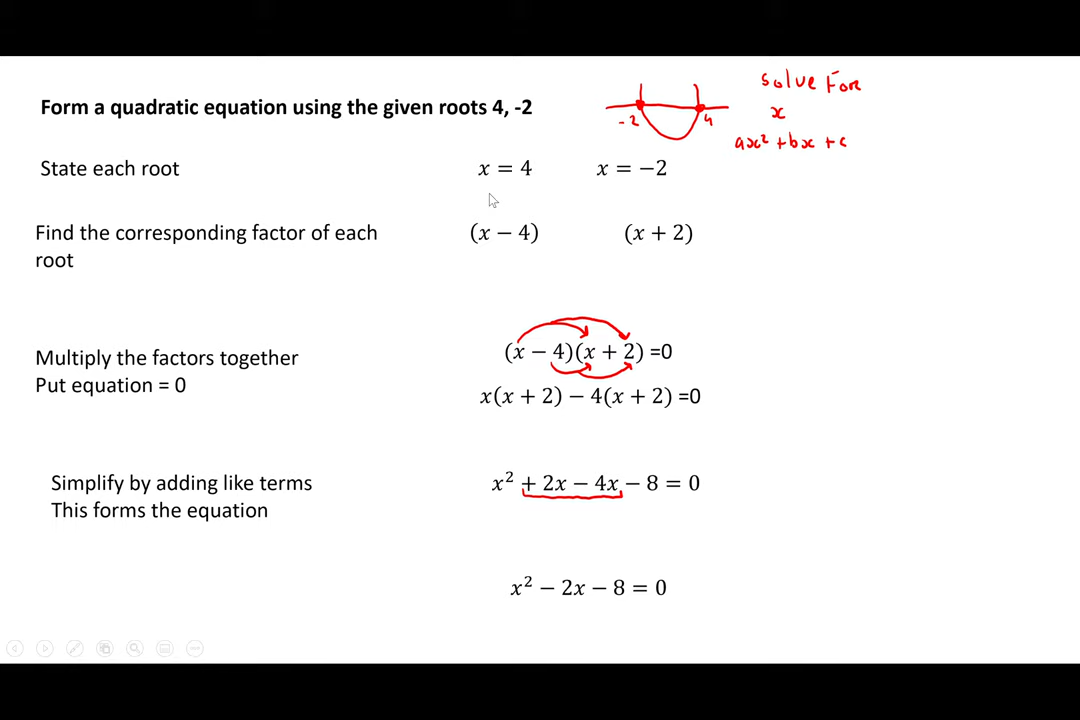 solve For
Form a quadratic equation using the given roots 4, -2
x
-2 4
ax² + bx + c
State each root x = 4 x = −2
Find the corresponding factor of each (x − 4) (x + 2)
root
Multiply the factors together (x − 4)(x + 2) =0
Put equation = 0
x(x + 2) − 4(x + 2) =0
Simplify by adding like terms x² + 2x − 4x − 8 = 0
This forms the equation
x² − 2x − 8 = 0